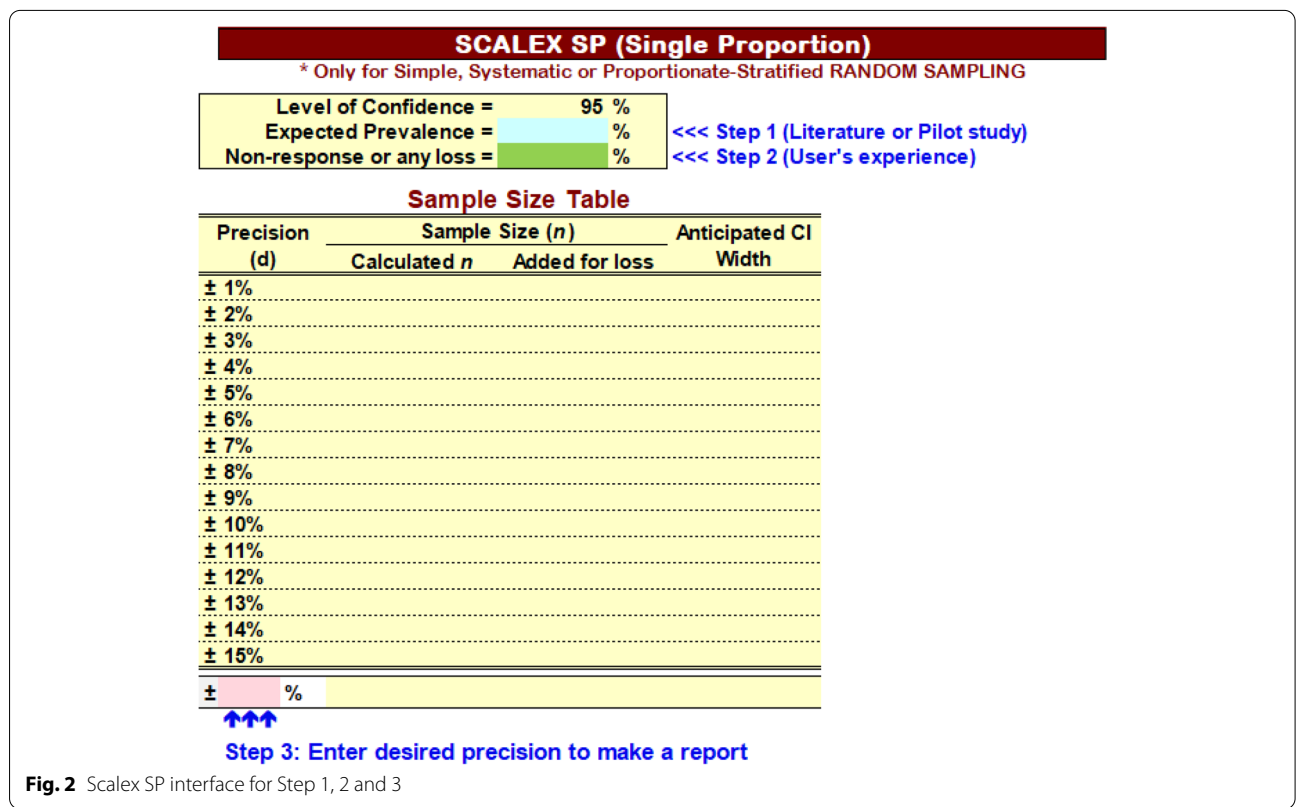 SCALEX SP (Single Proportion)
* Only for Simple, Systematic or Proportionate-Stratified RANDOM SAMPLING
Level of Confidence = 95 %
Expected Prevalence = % <<< Step 1 (Literature or Pilot study)
Non-response or any loss = % <<< Step 2 (User's experience)
Sample Size Table
Precision Sample Size (n) Anticipated CI
(d) Calculated n Added for loss Width
± 1%
± 2%
± 3%
± 4%
± 5%
± 6%
± 7%
± 8%
± 9%
± 10%
± 11%
± 12%
± 13%
± 14%
± 15%
± %
Step 3: Enter desired precision to make a report
Fig. 2 Scalex SP interface for Step 1, 2 and 3